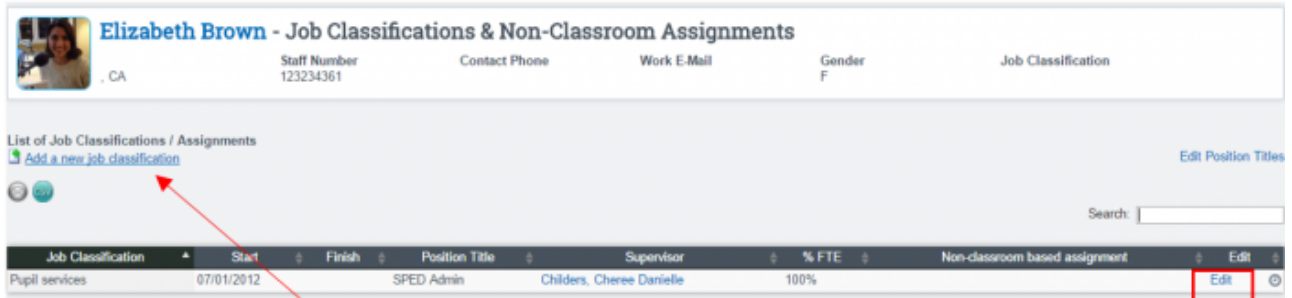 Elizabeth Brown - Job Classifications & Non-Classroom Assignments
Staff Number Contact Phone Work E-Mail Gender Job Classification
, CA 123234361 F
List of Job Classifications / Assignments
Add a new job classification Edit Position Titles
Search:
Job Classification Start Finish Position Title Supervisor % FTE Non-classroom based assignment Edit
Pupil services 07/01/2012 SPED Admin Childers, Cheree Danielle 100% Edit